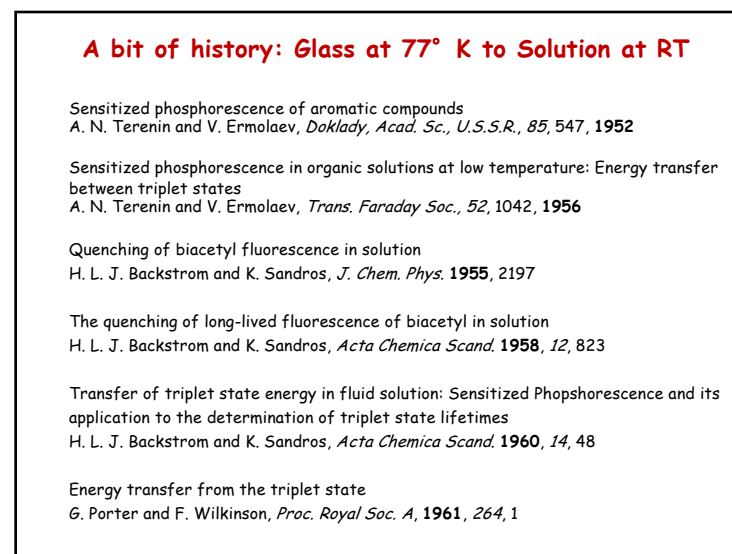 A bit of history: Glass at 77° K to Solution at RT
Sensitized phosphorescence of aromatic compounds
A. N. Terenin and V. Ermolaev, Doklady, Acad. Sc., U.S.S.R., 85, 547, 1952
Sensitized phosphorescence in organic solutions at low temperature: Energy transfer
between triplet states
A. N. Terenin and V. Ermolaev, Trans. Faraday Soc., 52, 1042, 1956
Quenching of biacetyl fluorescence in solution
H. L. J. Backstrom and K. Sandros, J. Chem. Phys. 1955, 2197
The quenching of long-lived fluorescence of biacetyl in solution
H. L. J. Backstrom and K. Sandros, Acta Chemica Scand. 1958, 12, 823
Transfer of triplet state energy in fluid solution: Sensitized Phopshorescence and its
application to the determination of triplet state lifetimes
H. L. J. Backstrom and K. Sandros, Acta Chemica Scand. 1960, 14, 48
Energy transfer from the triplet state
G. Porter and F. Wilkinson, Proc. Royal Soc. A, 1961, 264, 1